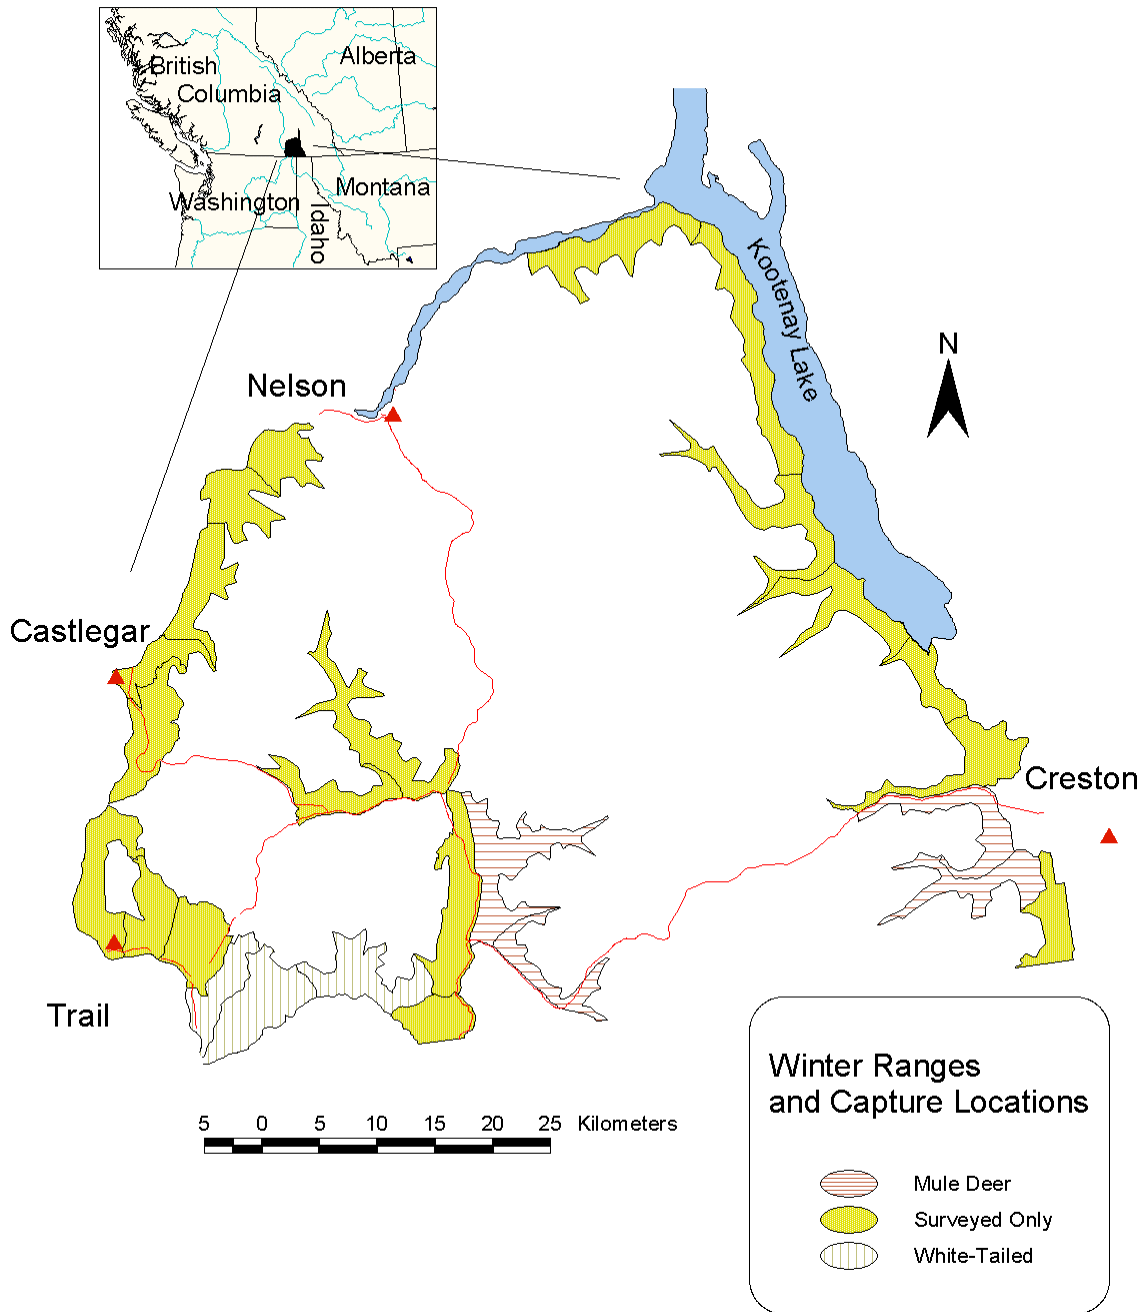 British
Columbia
Alberta
Washington
Idaho
Montana
Kootenay Lake
N
Nelson
Castlegar
Creston
Trail
Winter Ranges
and Capture Locations
5 0 5 10 15 20 25 Kilometers
Mule Deer
Surveyed Only
White-Tailed